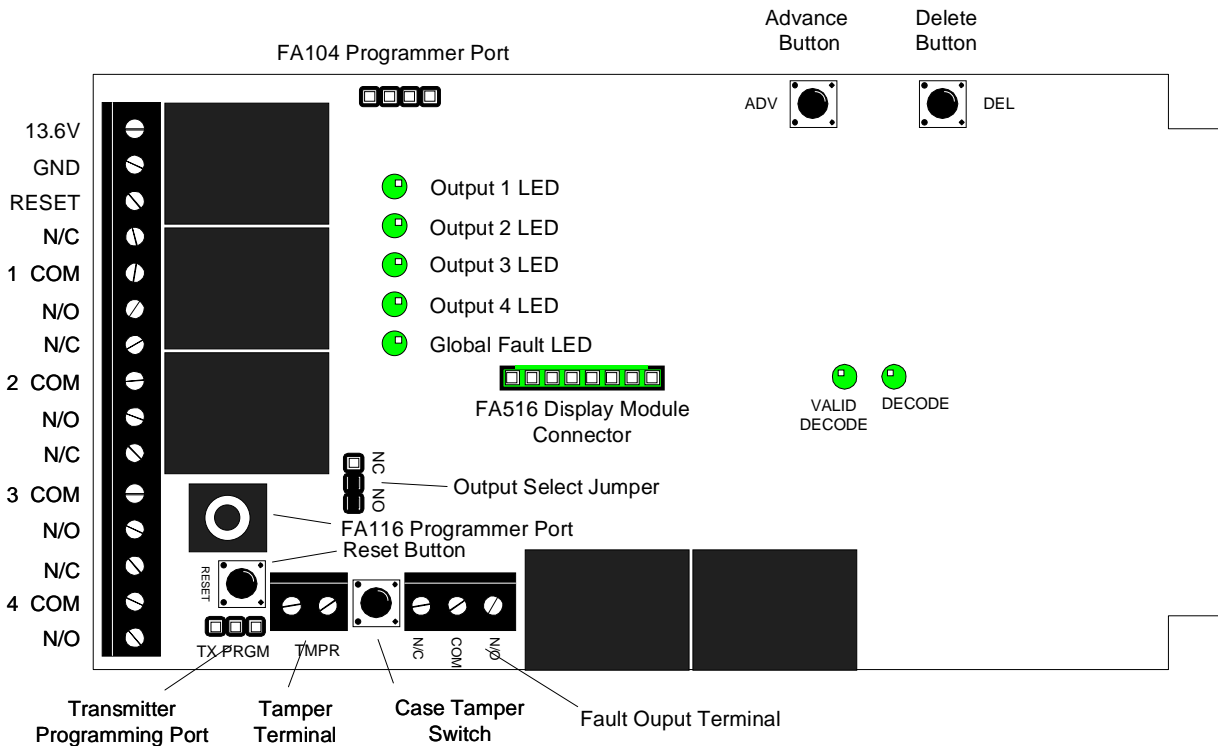 Advance
Button
Delete
Button
FA104 Programmer Port
ADV
DEL
13.6V
GND
RESET
N/C
1 COM
N/O
N/C
2 COM
N/O
N/C
3 COM
N/O
N/C
4 COM
N/O
Output 1 LED
Output 2 LED
Output 3 LED
Output 4 LED
Global Fault LED
FA516 Display Module
Connector
VALID
DECODE
DECODE
NC
NO
Output Select Jumper
FA116 Programmer Port
Reset Button
RESET
TX PRGM
TMPR
N/C
COM
N/O
Transmitter
Programming Port
Tamper
Terminal
Case Tamper
Switch
Fault Ouput Terminal